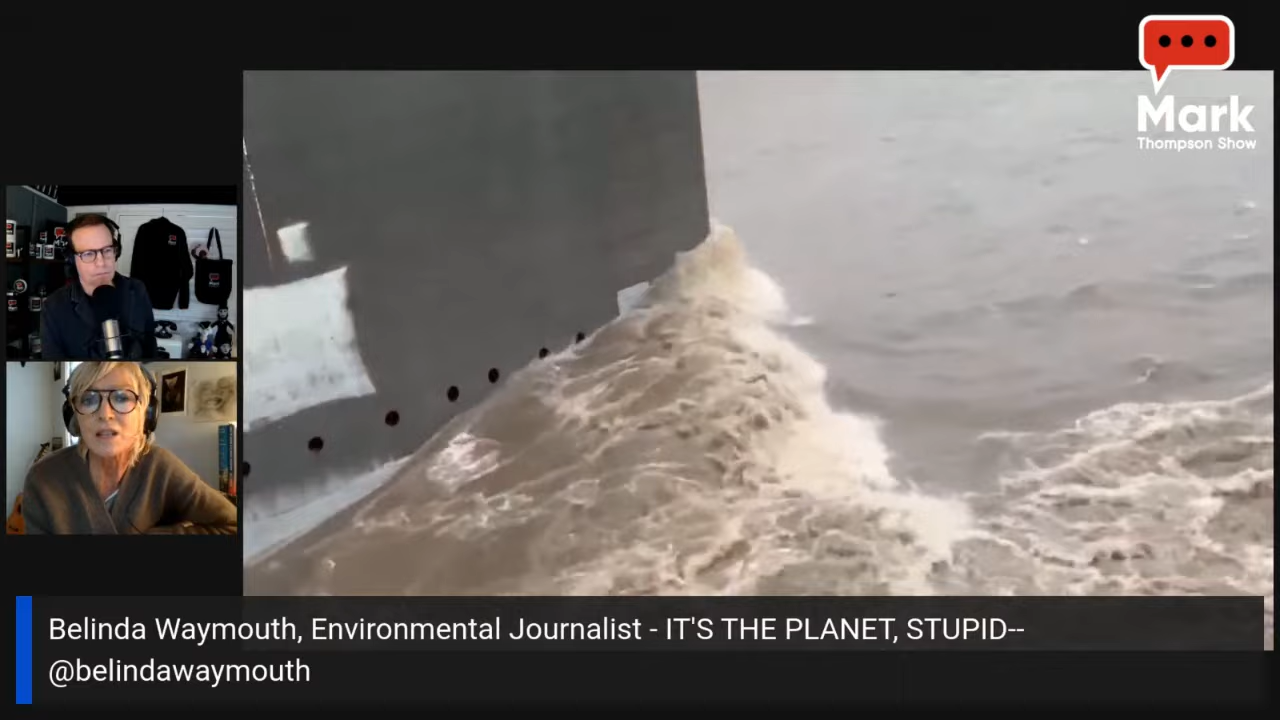 Mark
Thompson Show
Belinda Waymouth, Environmental Journalist - IT'S THE PLANET, STUPID--
@belindawaymouth